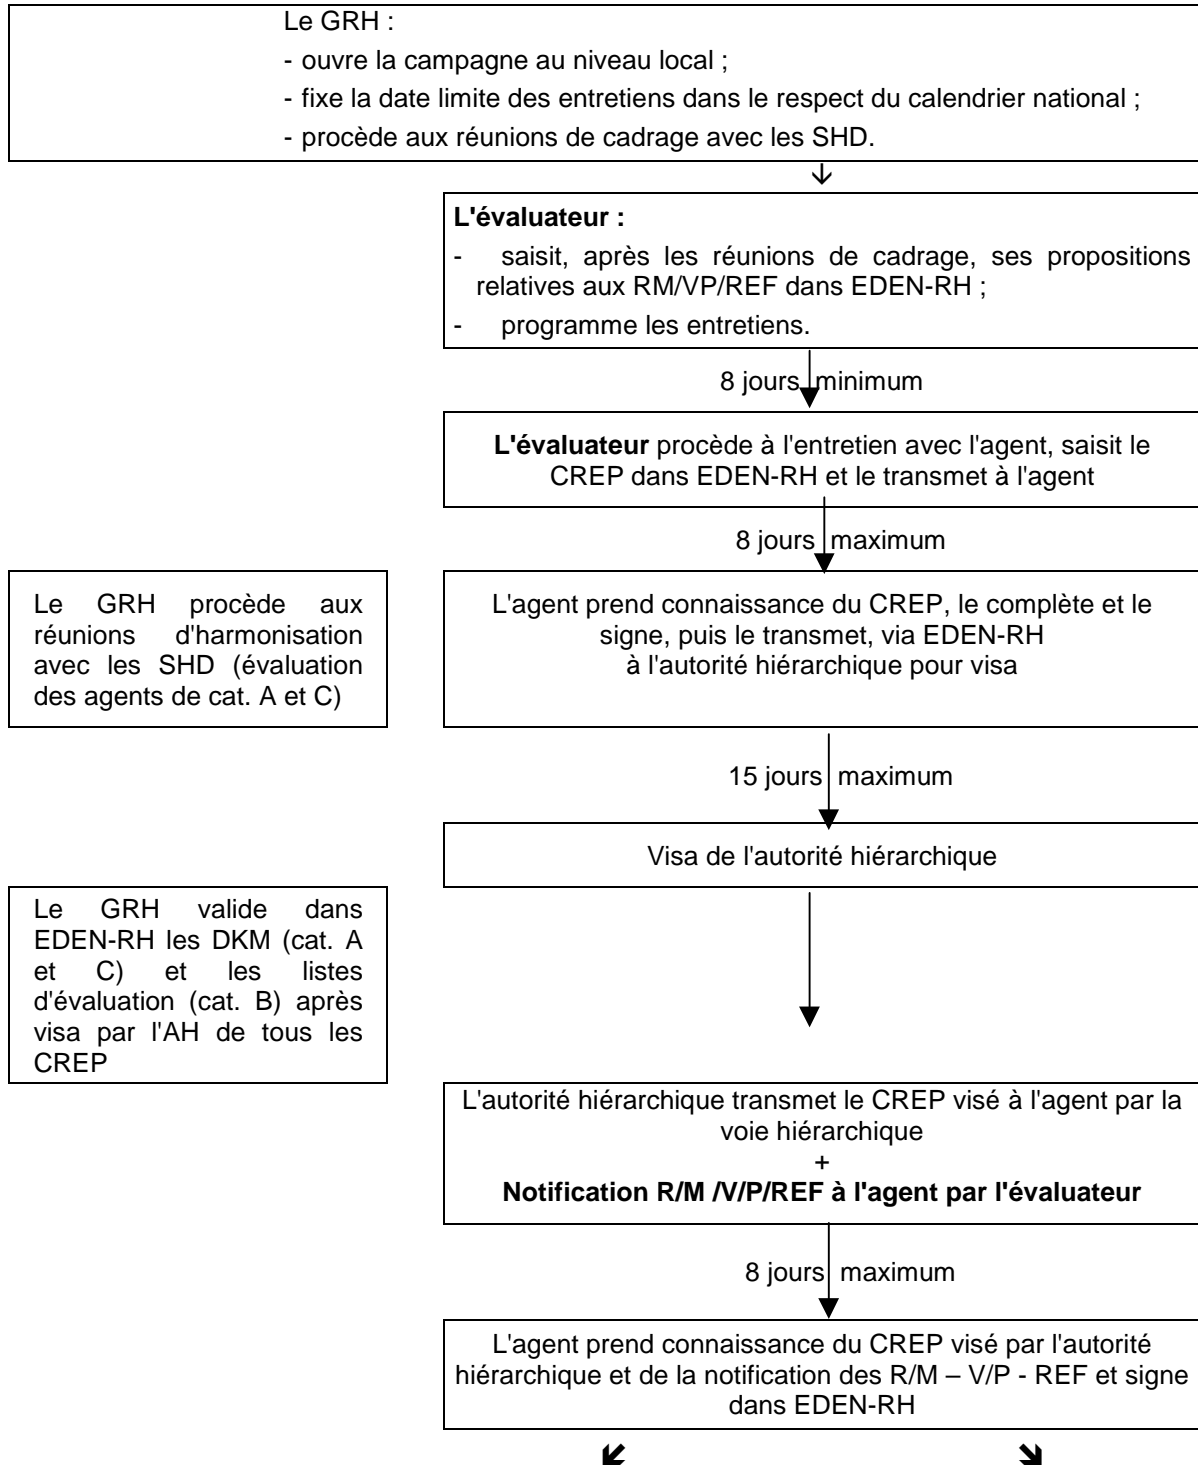 Le GRH :
- ouvre la campagne au niveau local ;
- fixe la date limite des entretiens dans le respect du calendrier national ;
- procède aux réunions de cadrage avec les SHD.
L'évaluateur :
- saisit, après les réunions de cadrage, ses propositions
relatives aux RM/VP/REF dans EDEN-RH ;
- programme les entretiens.
8 jours minimum
L'évaluateur procède à l'entretien avec l'agent, saisit le
CREP dans EDEN-RH et le transmet à l'agent
8 jours maximum
Le GRH procède aux
réunions d'harmonisation
avec les SHD (évaluation
des agents de cat. A et C)
L'agent prend connaissance du CREP, le complète et le
signe, puis le transmet, via EDEN-RH
à l'autorité hiérarchique pour visa
15 jours maximum
Visa de l'autorité hiérarchique
Le GRH valide dans
EDEN-RH les DKM (cat. A
et C) et les listes
d'évaluation (cat. B) après
visa par l'AH de tous les
CREP
L'autorité hiérarchique transmet le CREP visé à l'agent par la
voie hiérarchique
+
Notification R/M /V/P/REF à l'agent par l'évaluateur
8 jours maximum
L'agent prend connaissance du CREP visé par l'autorité
hiérarchique et de la notification des R/M – V/P - REF et signe
dans EDEN-RH